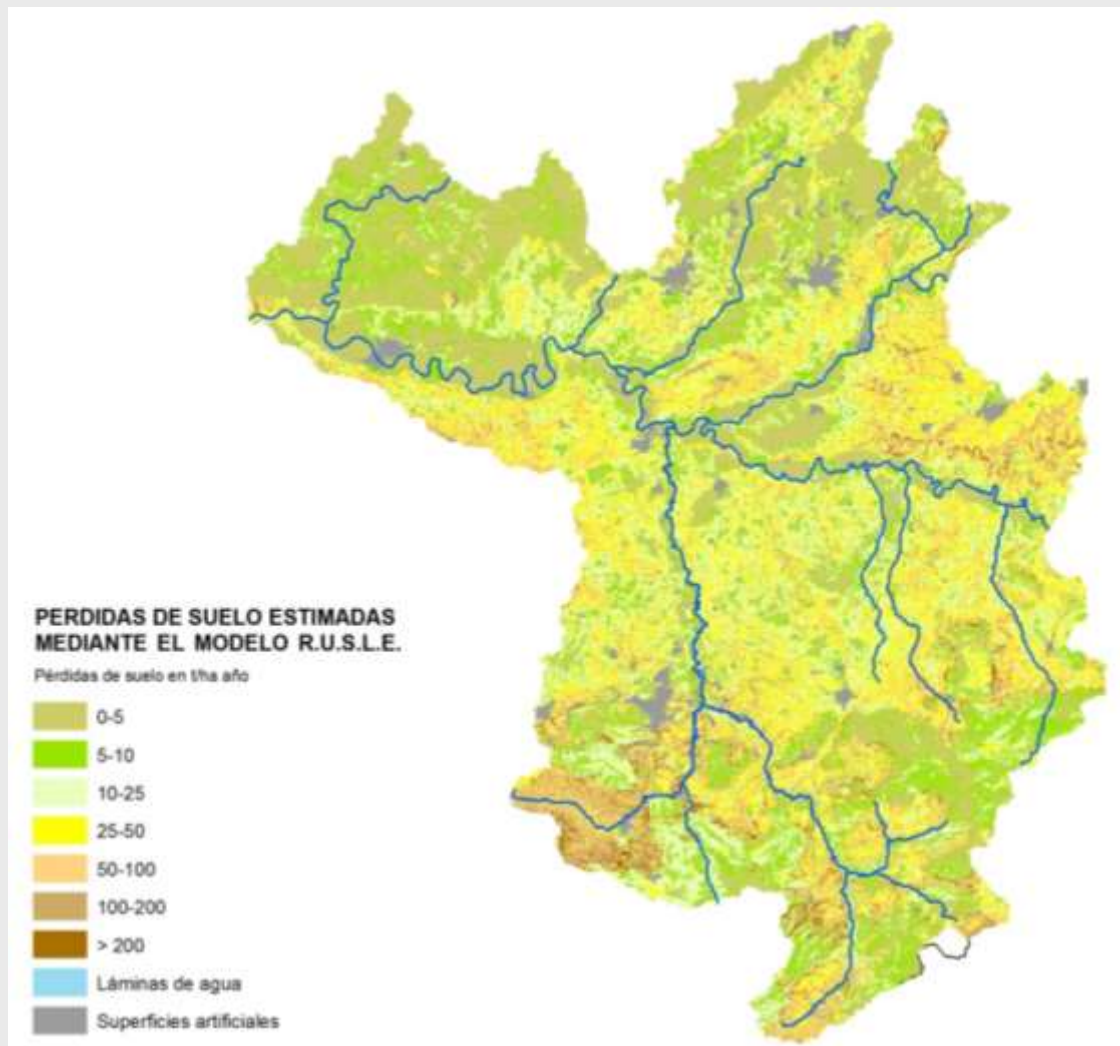 PERDIDAS DE SUELO ESTIMADAS
MEDIANTE EL MODELO R.U.S.L.E.
Pérdidas de suelo en t/ha año
0-5
5-10
10-25
25-50
50-100
100-200
> 200
Láminas de agua
Superficies artificiales